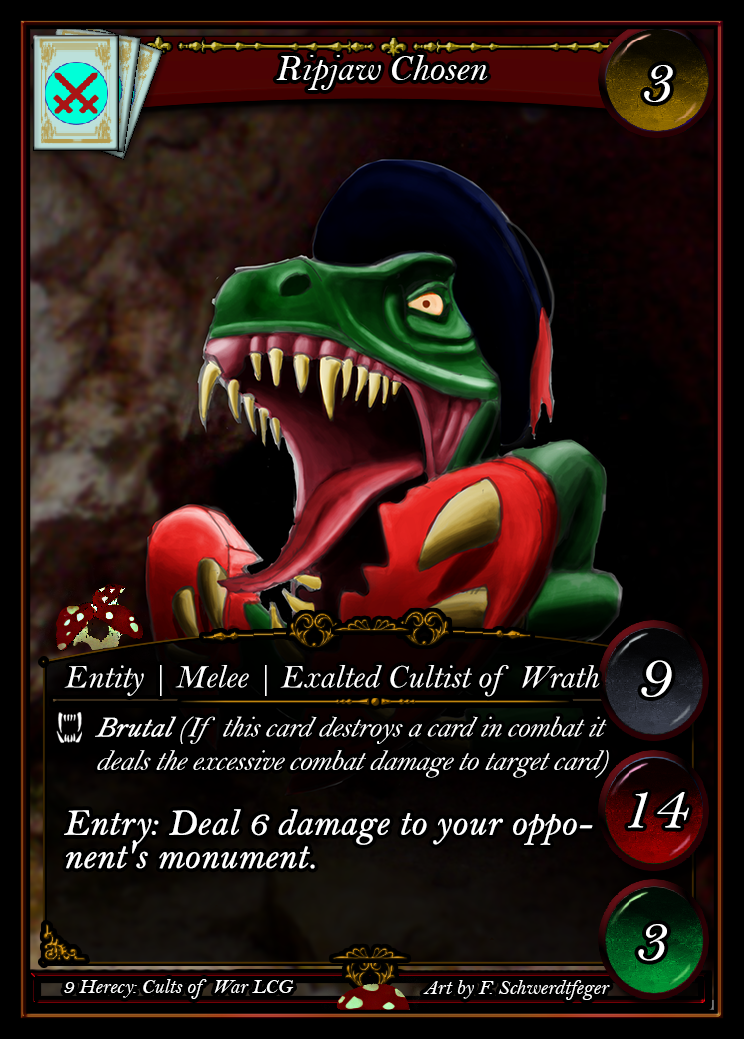 Ripjaw Chosen
3
Entity | Melee | Exalted Cultist of Wrath
9
Brutal (If this card destroys a card in combat it
deals the excessive combat damage to target card)
14
Entry: Deal 6 damage to your oppo-
nent's monument.
3
9 Herecy: Cults of War LCG
Art by F. Schwerdtfeger